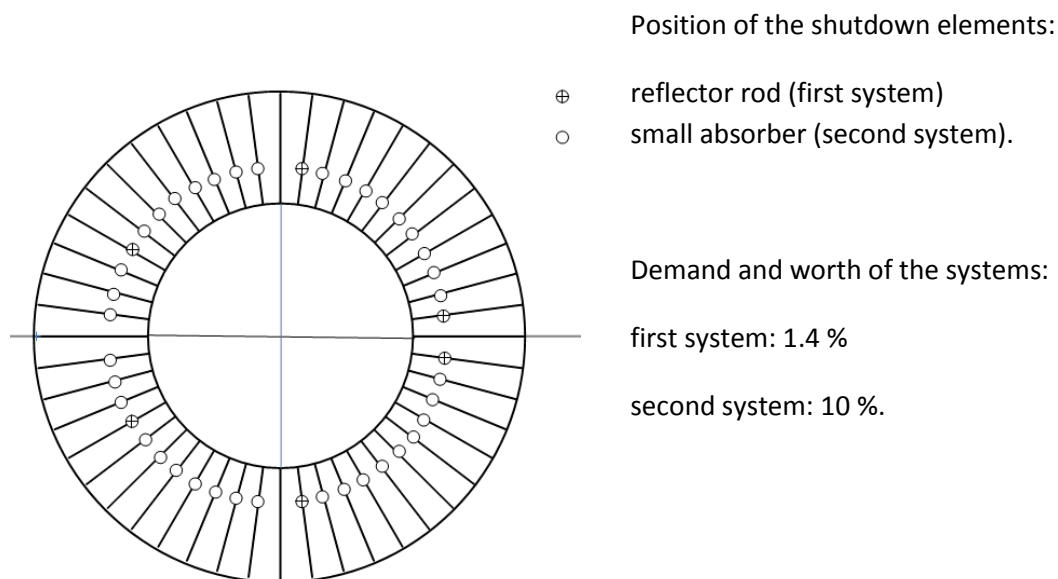 Position of the shutdown elements:
reflector rod (first system)
small absorber (second system).
Demand and worth of the systems:
first system: 1.4 %
second system: 10 %.